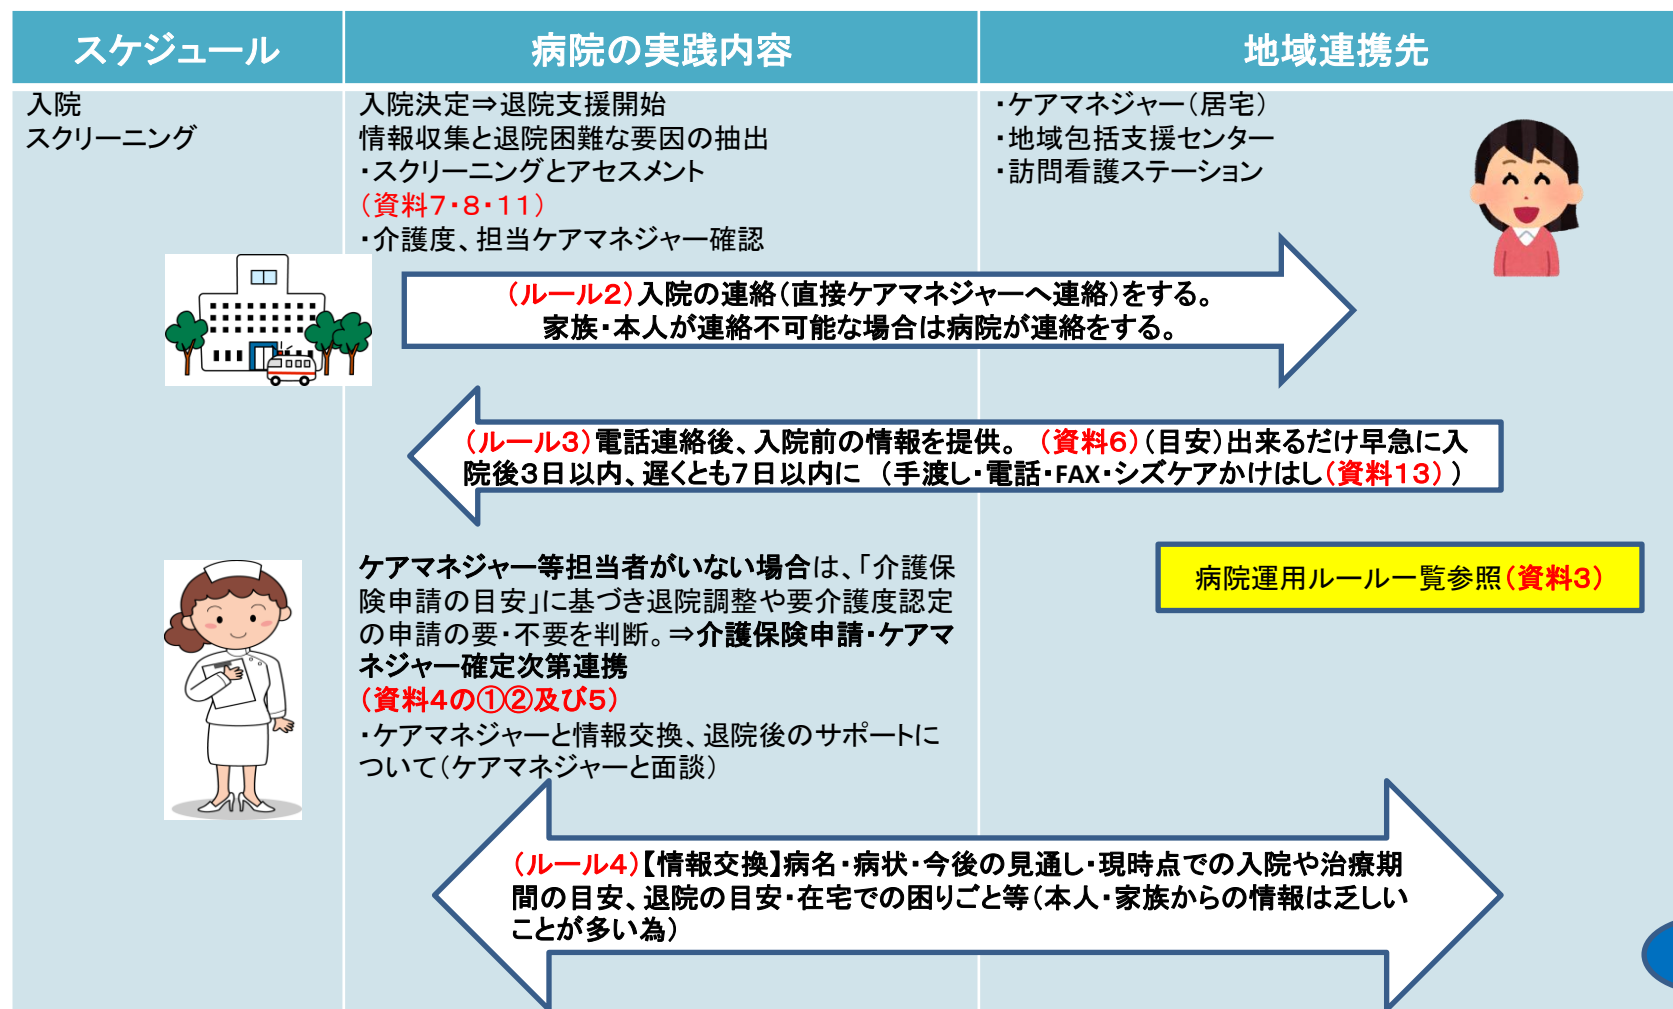 スケジュール
病院の実践内容
地域連携先
入院
スクリーニング
入院決定⇒退院支援開始
情報収集と退院困難な要因の抽出
・スクリーニングとアセスメント
（資料７・８・１１）
・介護度、担当ケアマネジャー確認
・ケアマネジャー（居宅）
・地域包括支援センター
・訪問看護ステーション
（ルール２）入院の連絡（直接ケアマネジャーへ連絡）をする。
家族・本人が連絡不可能な場合は病院が連絡をする。
（ルール３）電話連絡後、入院前の情報を提供。　（資料６）（目安）出来るだけ早急に入
院後３日以内、遅くとも７日以内に　（手渡し・電話・FAX・シズケアかけはし（資料１３））
ケアマネジャー等担当者がいない場合は、「介護保
険申請の目安」に基づき退院調整や要介護度認定
の申請の要・不要を判断。⇒介護保険申請・ケアマ
ネジャー確定次第連携
（資料４の①②及び５）
・ケアマネジャーと情報交換、退院後のサポートに
ついて（ケアマネジャーと面談）
病院運用ルール一覧参照（資料３）
（ルール４）【情報交換】病名・病状・今後の見通し・現時点での入院や治療期
間の目安、退院の目安・在宅での困りごと等（本人・家族からの情報は乏しい
ことが多い為）